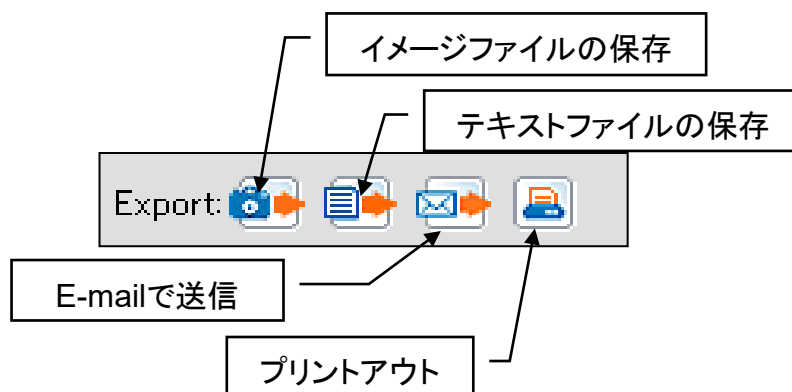 イメージファイルの保存
テキストファイルの保存
Export:
E-mailで送信
プリントアウト